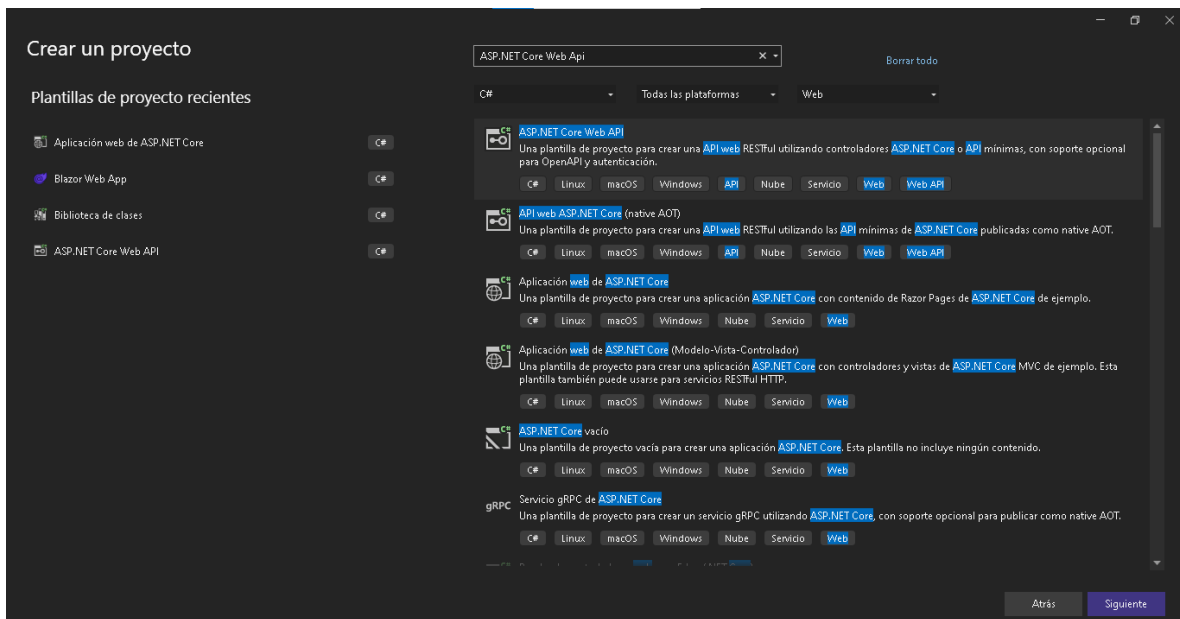 Crear un proyecto
ASP.NET Core Web Api
Borrar todo
Plantillas de proyecto recientes
C#
Todas las plataformas
Web
Aplicación web de ASP.NET Core
C#
Blazor Web App
C#
Biblioteca de clases
C#
ASP.NET Core Web API
C#
ASP.NET Core Web API
Una plantilla de proyecto para crear una API web RESTful utilizando controladores ASP.NET Core o API mínimas, con soporte opcional
para OpenAPI y autenticación.
C# Linux macOS Windows API Nube Servicio Web Web API
API web ASP.NET Core (native AOT)
Una plantilla de proyecto para crear una API web RESTful utilizando las API mínimas de ASP.NET Core publicadas como native AOT.
C# Linux macOS Windows API Nube Servicio Web Web API
Aplicación web de ASP.NET Core
Una plantilla de proyecto para crear una aplicación ASP.NET Core con contenido de Razor Pages de ASP.NET Core de ejemplo.
C# Linux macOS Windows Nube Servicio Web
Aplicación web de ASP.NET Core (Modelo-Vista-Controlador)
Una plantilla de proyecto para crear una aplicación ASP.NET Core con controladores y vistas de ASP.NET Core MVC de ejemplo. Esta
plantilla también puede usarse para servicios RESTful HTTP.
C# Linux macOS Windows Nube Servicio Web
ASP.NET Core vacío
Una plantilla de proyecto vacía para crear una aplicación ASP.NET Core. Esta plantilla no incluye ningún contenido.
C# Linux macOS Windows Nube Servicio Web
gRPC
Servicio gRPC de ASP.NET Core
Una plantilla de proyecto para crear un servicio gRPC utilizando ASP.NET Core, con soporte opcional para publicar como native AOT.
C# Linux macOS Windows Nube Servicio Web
Atrás
Siguiente